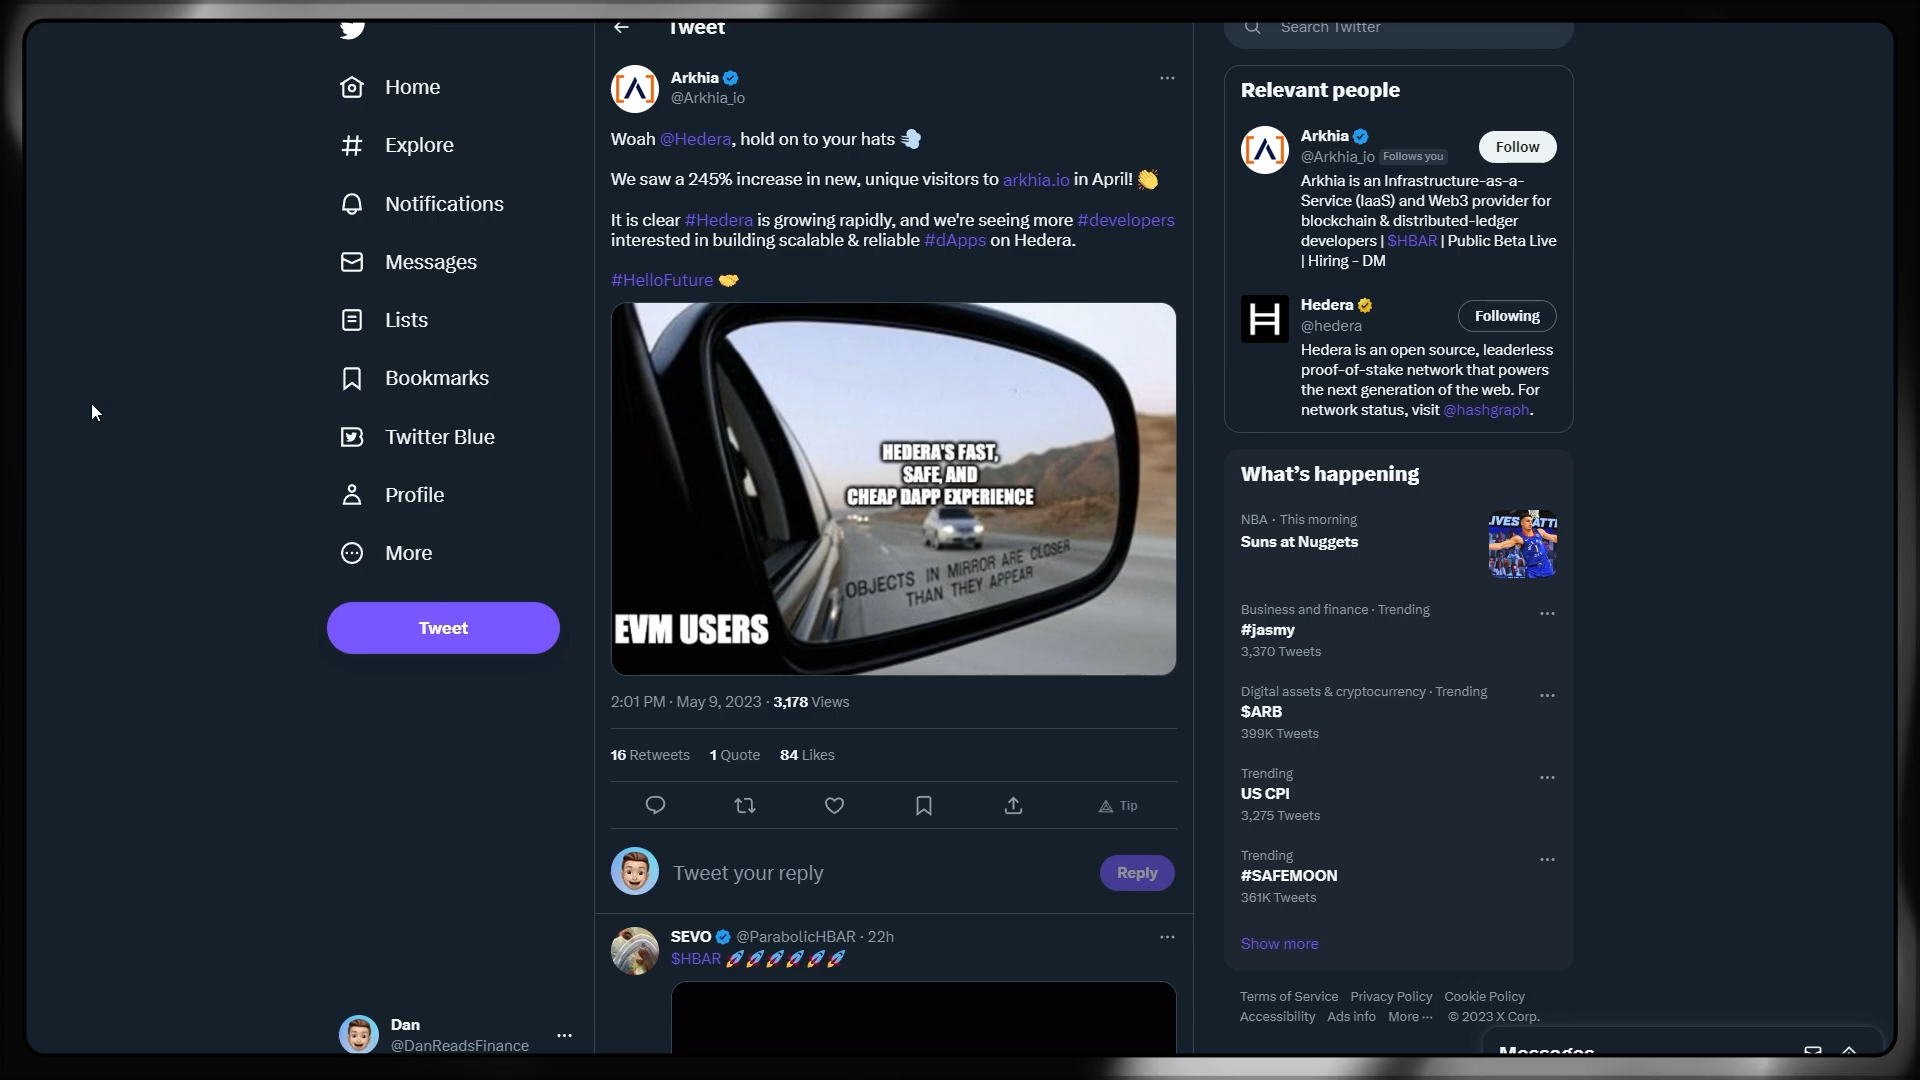 Home
Explore
Notifications
Messages
Lists
Bookmarks
Twitter Blue
Profile
More
Tweet
Dan
@DanReadsFinance
Tweet
Arkhia
@Arkhia_io
Woah @Hedera, hold on to your hats
We saw a 245% increase in new, unique visitors to arkhia.io in April!
It is clear #Hedera is growing rapidly, and we're seeing more #developers
interested in building scalable & reliable #dApps on Hedera.
#HelloFuture
HEDERA'S FAST,
SAFE, AND
CHEAP DAPP EXPERIENCE
OBJECTS IN MIRROR ARE CLOSER
THAN THEY APPEAR
EVM USERS
2:01 PM · May 9, 2023 · 3,178 Views
16 Retweets 1 Quote 84 Likes
Tip
Tweet your reply
Reply
SEVO @ParabolicHBAR · 22h
$HBAR
Search Twitter
Relevant people
Arkhia
@Arkhia_io Follows you
Follow
Arkhia is an Infrastructure-as-a-
Service (IaaS) and Web3 provider for
blockchain & distributed-ledger
developers | $HBAR | Public Beta Live
| Hiring - DM
Hedera
@hedera
Following
Hedera is an open source, leaderless
proof-of-stake network that powers
the next generation of the web. For
network status, visit @hashgraph.
What's happening
NBA · This morning
Suns at Nuggets
Business and finance · Trending
#jasmy
3,370 Tweets
Digital assets & cryptocurrency · Trending
$ARB
399K Tweets
Trending
US CPI
3,275 Tweets
Trending
#SAFEMOON
361K Tweets
Show more
Terms of Service Privacy Policy Cookie Policy
Accessibility Ads info More ··· © 2023 X Corp.
Messages